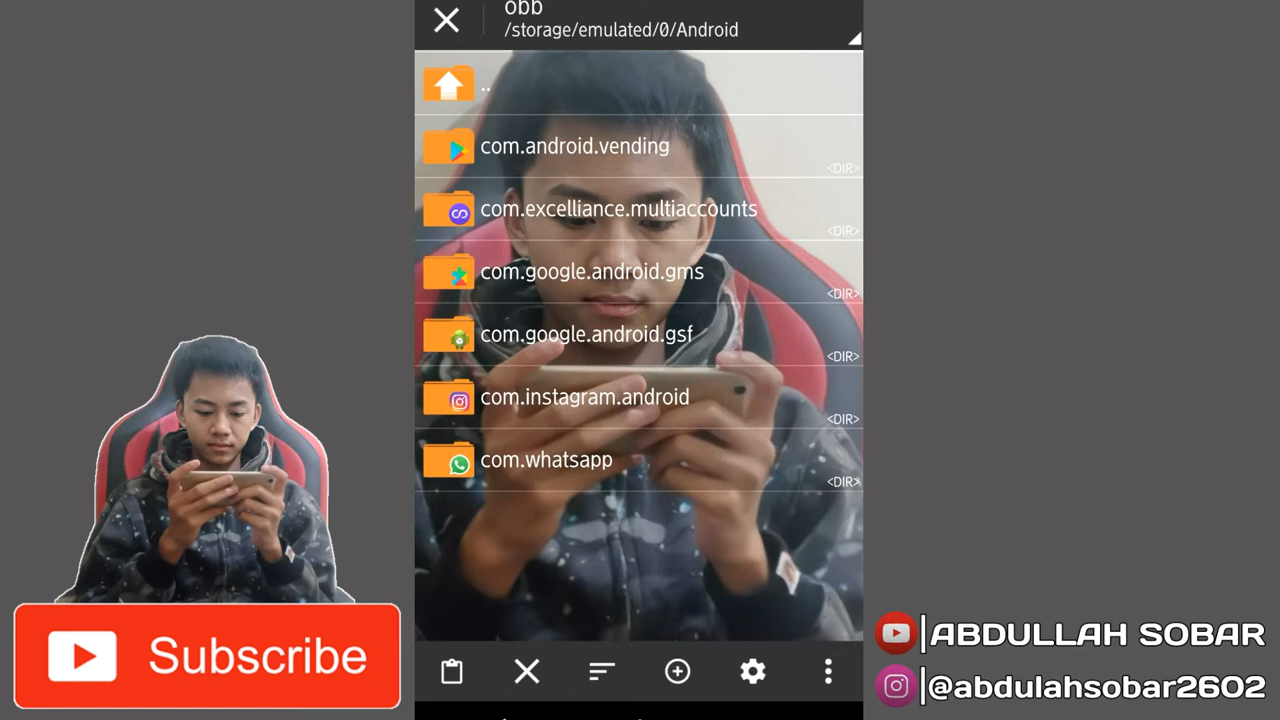 obb
/storage/emulated/0/Android
..
com.android.vending
<DIR>
com.excelliance.multiaccounts
<DIR>
com.google.android.gms
<DIR>
com.google.android.gsf
<DIR>
com.instagram.android
<DIR>
com.whatsapp
<DIR>
Subscribe
|ABDULLAH SOBAR
|@abdulahsobar2602